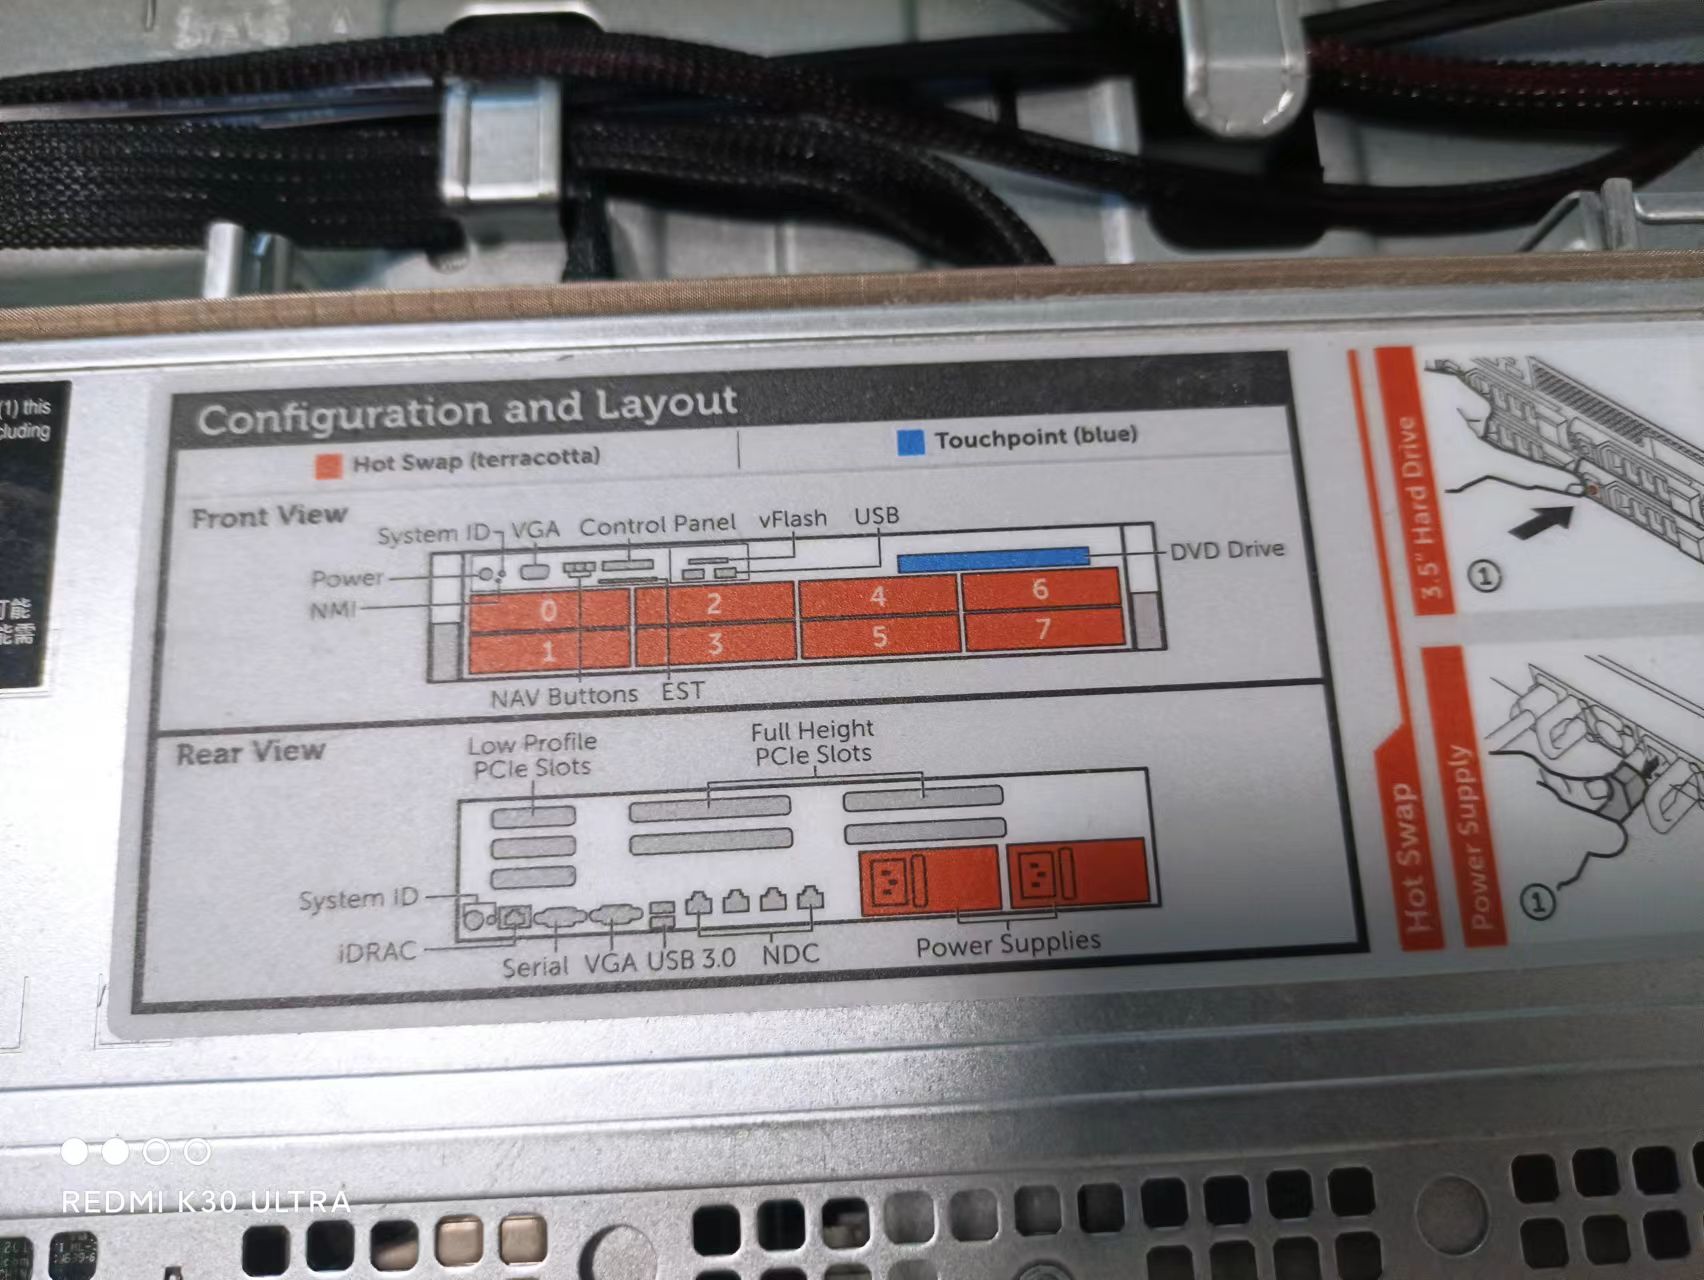 (1) this
cluding
可能
能需
Configuration and Layout
Hot Swap (terracotta)
Touchpoint (blue)
Front View
System ID
VGA
Control Panel
vFlash
USB
Power
NMI
DVD Drive
0
2
4
6
1
3
5
7
NAV Buttons
EST
Rear View
Low Profile
PCIe Slots
Full Height
PCIe Slots
System ID
iDRAC
Serial
VGA
USB 3.0
NDC
Power Supplies
Hot Swap
3.5" Hard Drive
1
Power Supply
1
REDMI K30 ULTRA